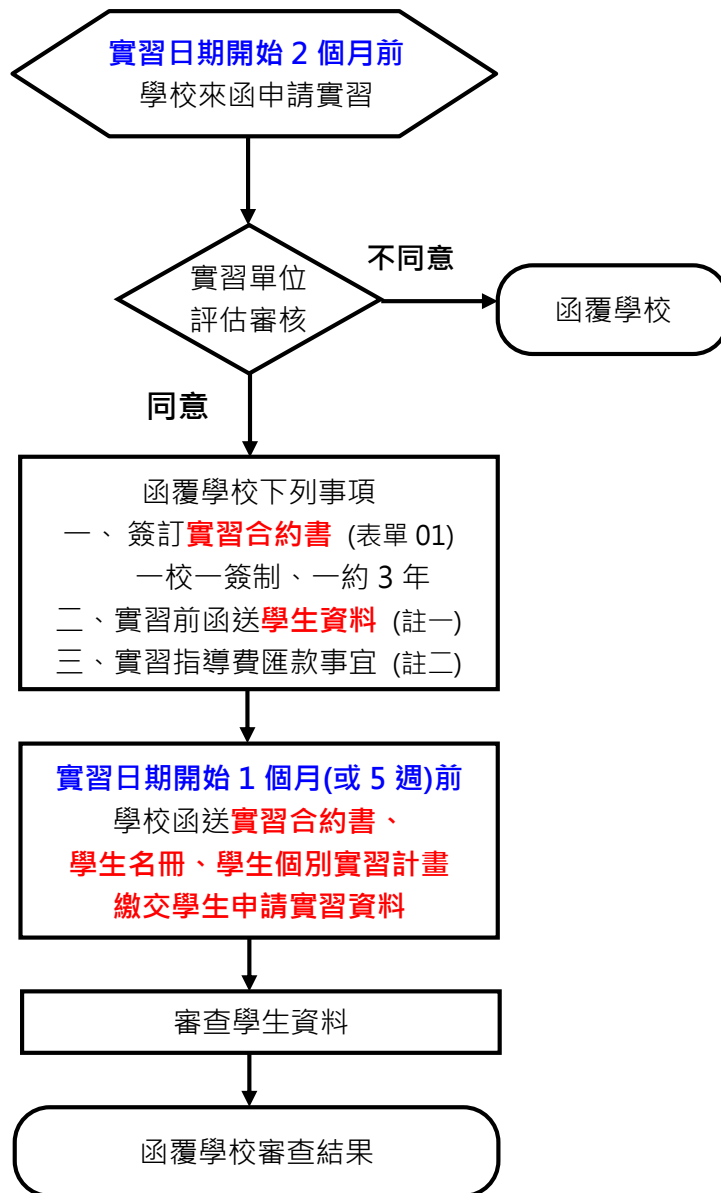 實習日期開始 2 個月前
學校來函申請實習
實習單位
評估審核
不同意
函覆學校
同意
函覆學校下列事項
一、 簽訂實習合約書 (表單 01)
一校一簽制、一約 3 年
二、實習前函送學生資料 (註一)
三、實習指導費匯款事宜 (註二)
實習日期開始 1 個月(或 5 週)前
學校函送實習合約書、
學生名冊、學生個別實習計畫
繳交學生申請實習資料
審查學生資料
函覆學校審查結果